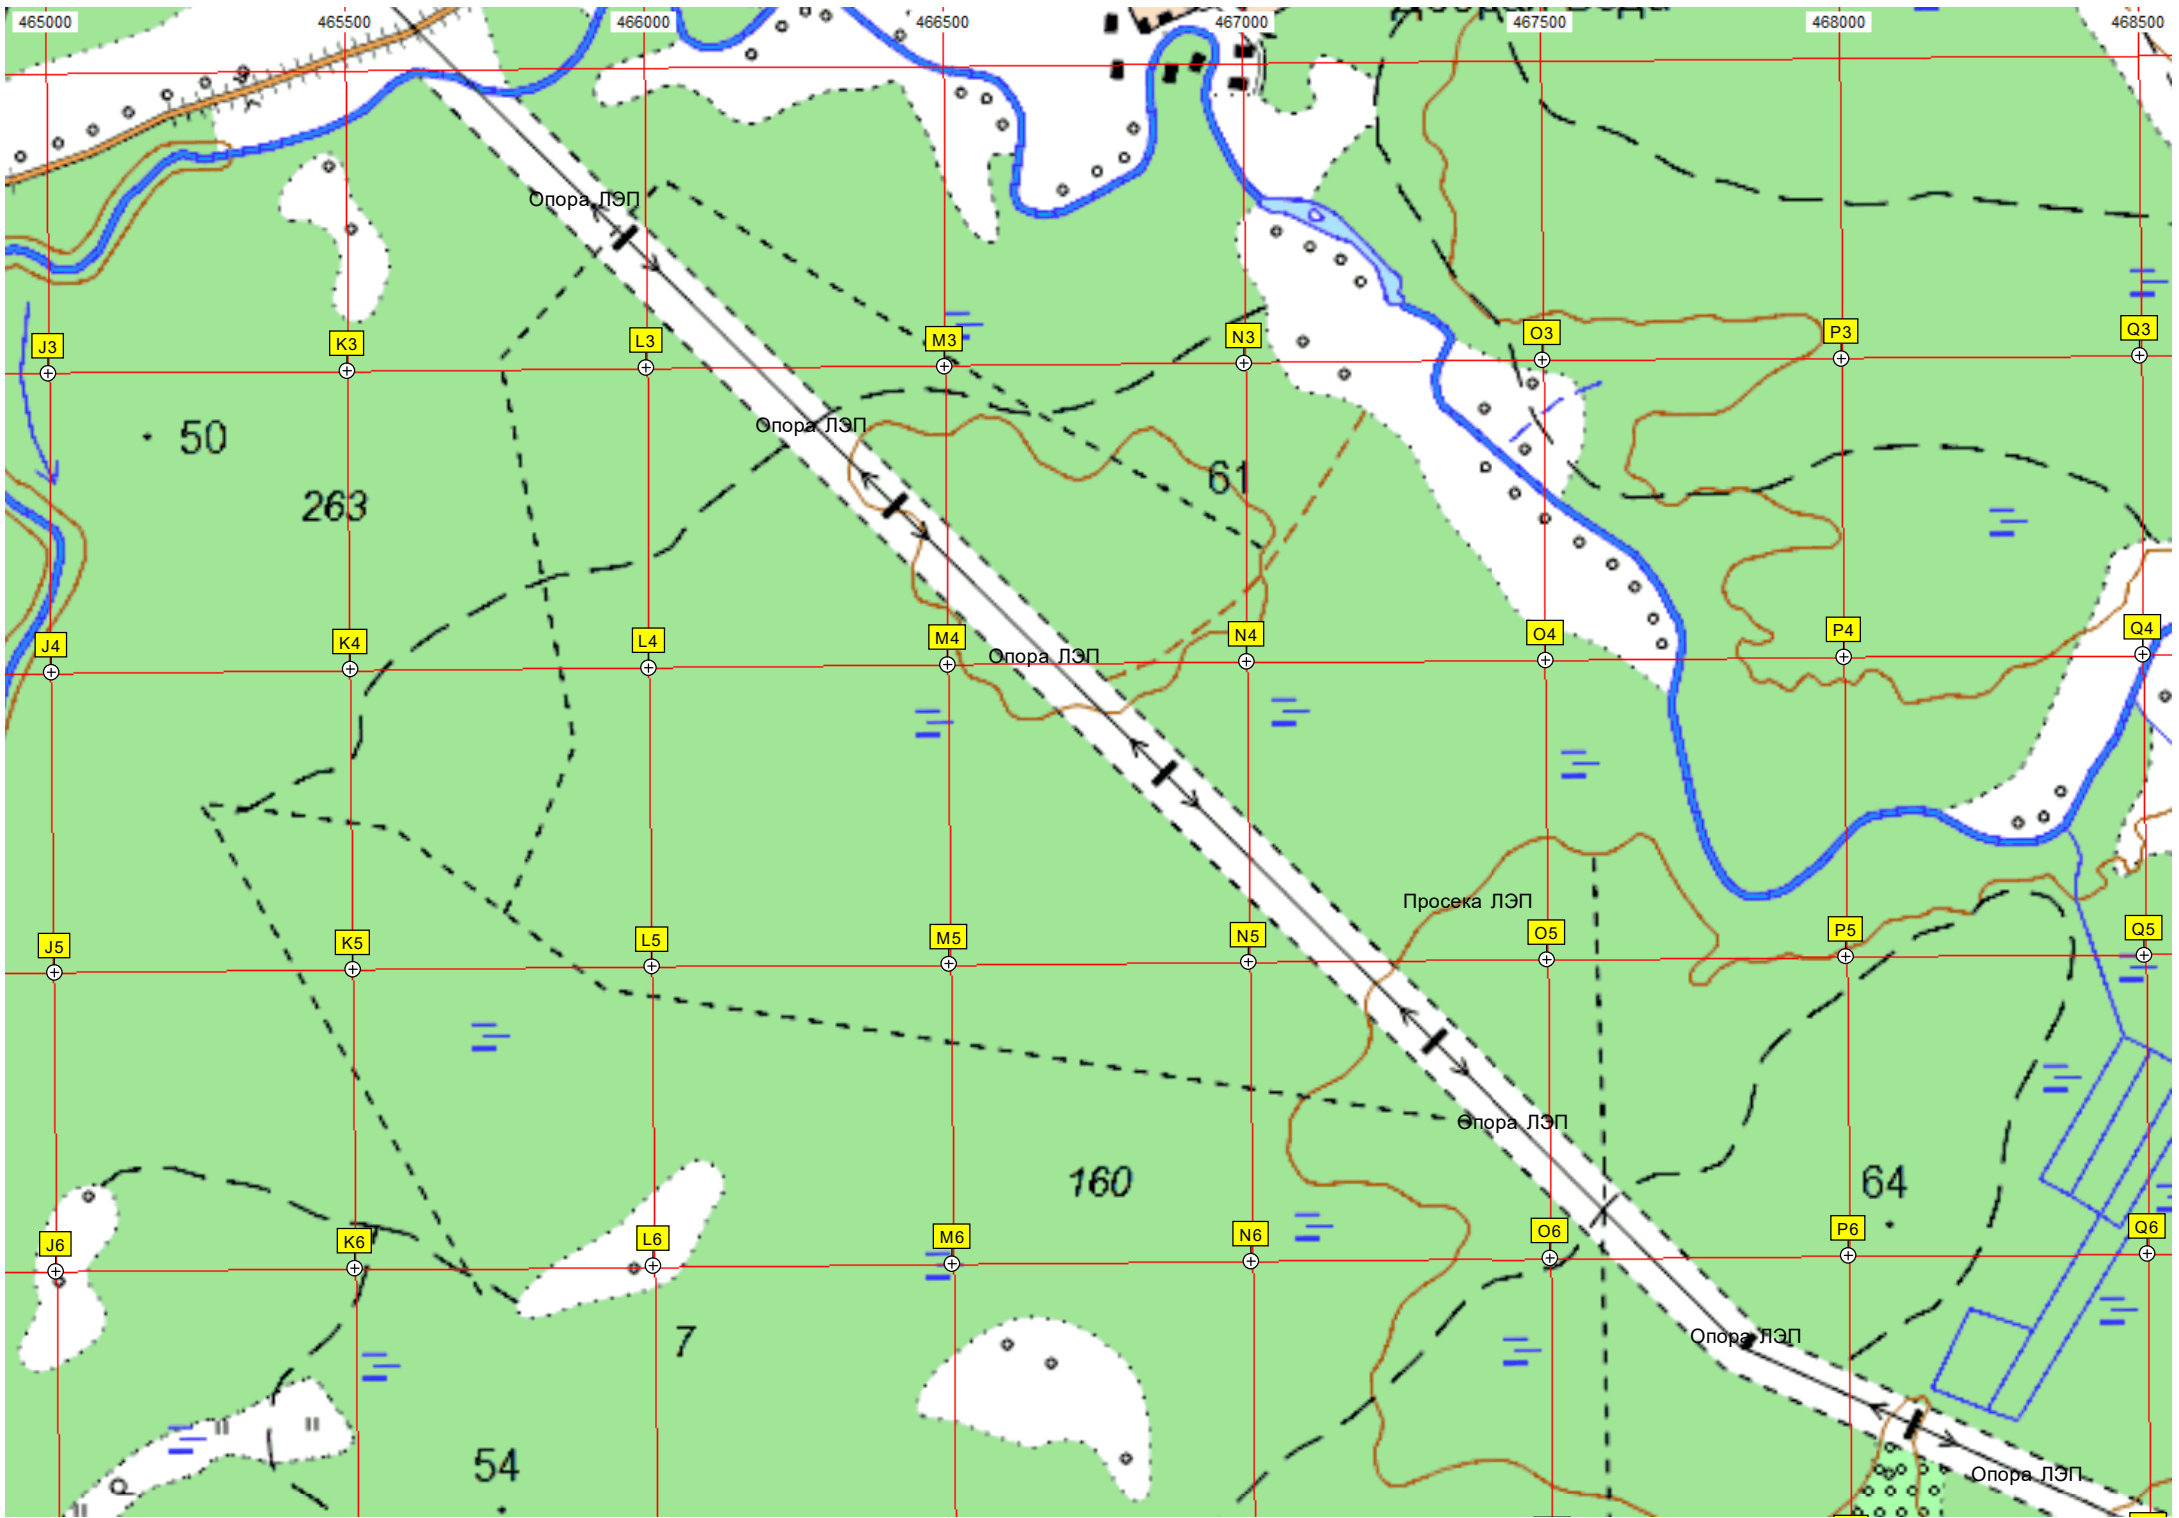 465000 465500 466000 466500 467000 467500 468000 468500
Опора ЛЭП
J3 K3 L3 M3 N3 O3 P3 Q3
Опора ЛЭП
50
61
263
J4 K4 L4 M4 N4 O4 P4 Q4
Опора ЛЭП
Просека ЛЭП
J5 K5 L5 M5 N5 O5 P5 Q5
Опора ЛЭП
160
64
J6 K6 L6 M6 N6 O6 P6 Q6
7
Опора ЛЭП
54
Опора ЛЭП